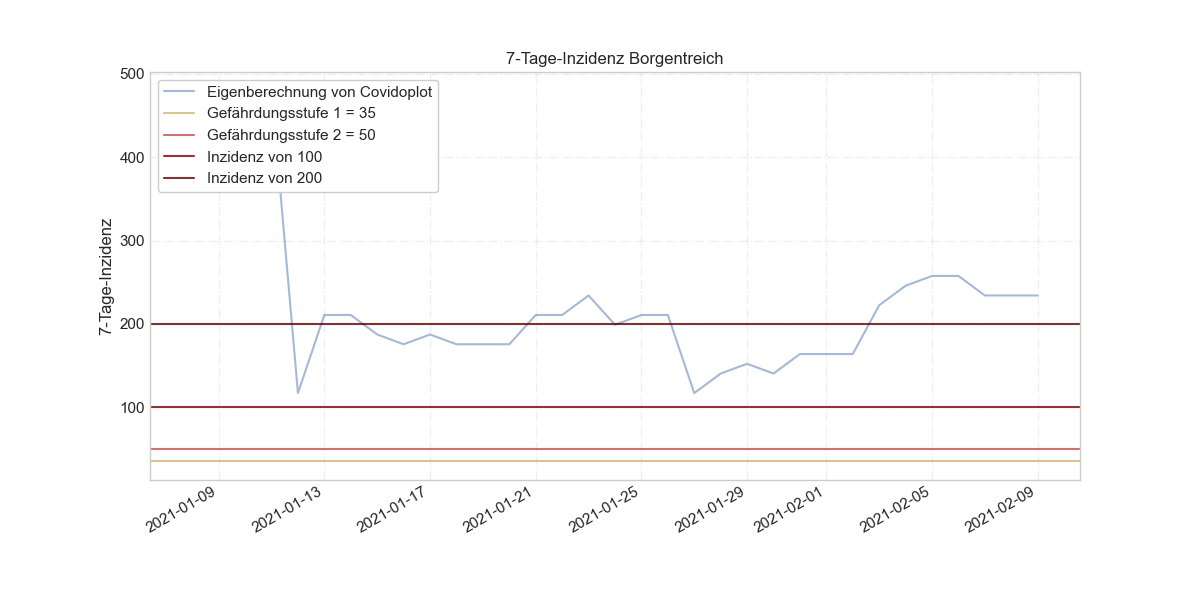 7-Tage-Inzidenz Borgentreich
500
400
300
200
100
7-Tage-Inzidenz
Eigenberechnung von Covidoplot
Gefährdungsstufe 1 = 35
Gefährdungsstufe 2 = 50
Inzidenz von 100
Inzidenz von 200
2021-01-09
2021-01-13
2021-01-17
2021-01-21
2021-01-25
2021-01-29
2021-02-01
2021-02-05
2021-02-09